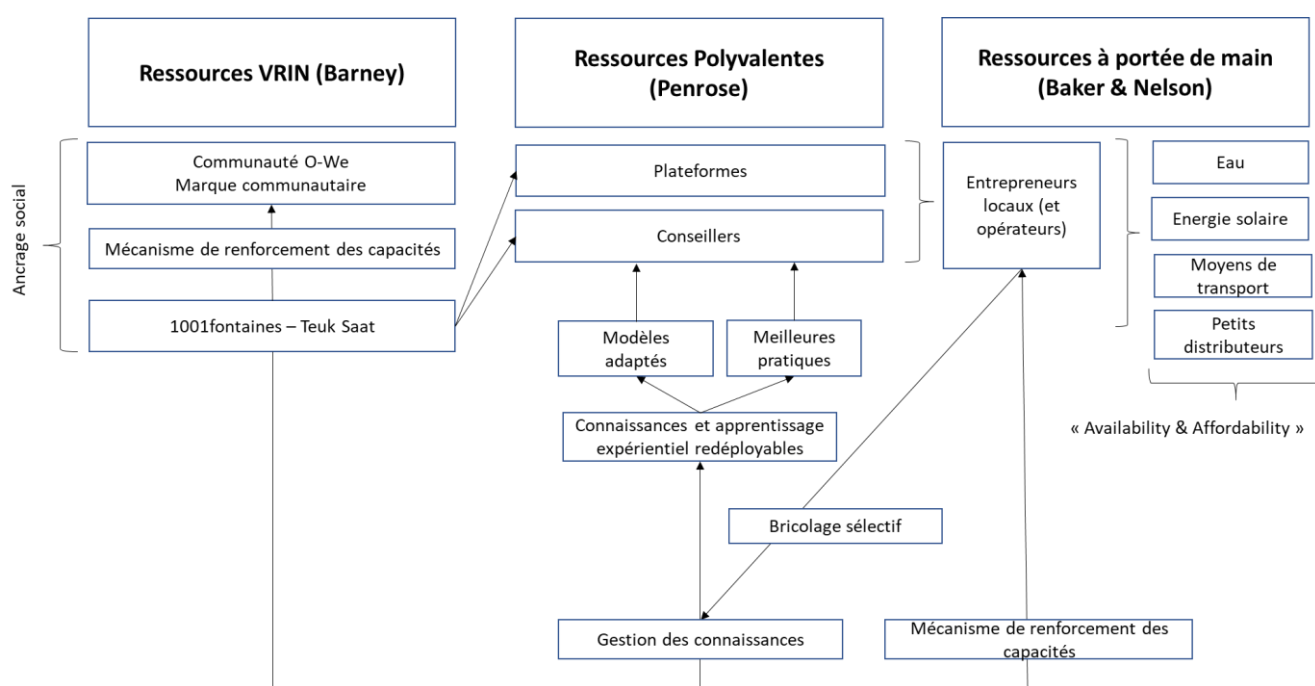 Ressources VRIN (Barney)
Ressources Polyvalentes
(Penrose)
Ressources à portée de main
(Baker & Nelson)
Ancrage social
Communauté O-We
Marque communautaire
Mécanisme de renforcement des capacités
1001fontaines – Teuk Saat
Plateformes
Conseillers
Modèles
adaptés
Meilleures
pratiques
Connaissances et apprentissage
expérientiel redéployables
Entrepreneurs
locaux (et
opérateurs)
Eau
Energie solaire
Moyens de
transport
Petits
distributeurs
« Availability & Affordability »
Bricolage sélectif
Gestion des connaissances
Mécanisme de renforcement des
capacités